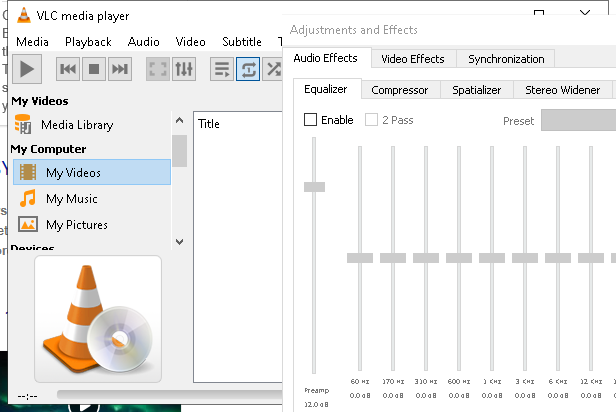 VLC media player
Adjustments and Effects
Media Playback Audio Video Subtitle T
Audio Effects Video Effects Synchronization
Equalizer Compressor Spatializer Stereo Widener
My Videos
Media Library
Title
Enable 2 Pass Preset
My Computer
My Videos
My Music
My Pictures
Devices
60 Hz 170 Hz 310 Hz 600 Hz 1 KHz 3 KHz 6 KHz 12 KHz
Preamp 0.0 dB 0.0 dB 0.0 dB 0.0 dB 0.0 dB 0.0 dB 0.0 dB 0.0
12.0 dB
--:--